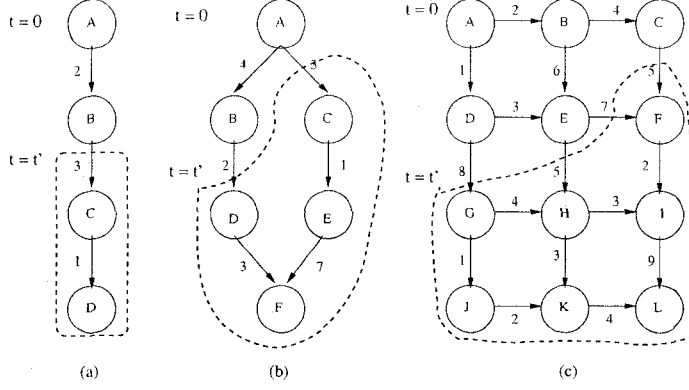 t = 0
A
2
B
t = t'
3
C
1
D
(a)
t = 0
A
4
3
B
C
t = t'
2
1
D
E
3
7
F
(b)
t = 0
A
2
B
4
C
1
6
5
D
3
E
7
F
t = t'
8
5
2
G
4
H
3
I
1
3
9
J
2
K
4
L
(c)